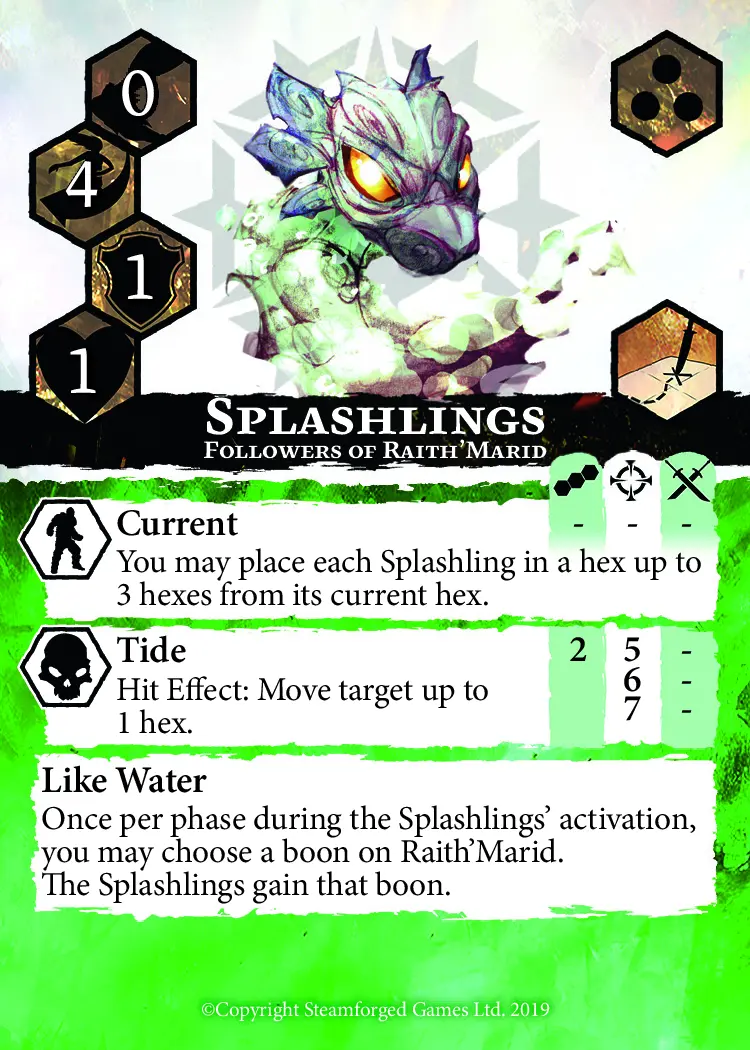 0
4
1
1
Splashlings
Followers of Raith’Marid
Current
- - -
You may place each Splashling in a hex up to
3 hexes from its current hex.
Tide 2 5 -
6 -
Hit Effect: Move target up to
7 -
1 hex.
Like Water
Once per phase during the Splashlings’ activation,
you may choose a boon on Raith’Marid.
The Splashlings gain that boon.
©Copyright Steamforged Games Ltd. 2019